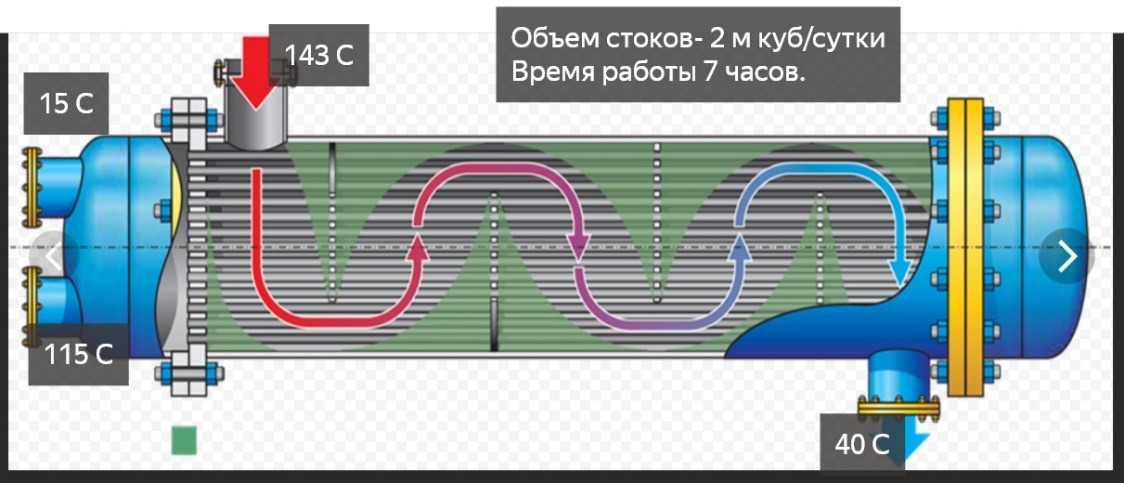 143 C
Объем стоков- 2 м куб/сутки
Время работы 7 часов.
15 C
115 C
40 C